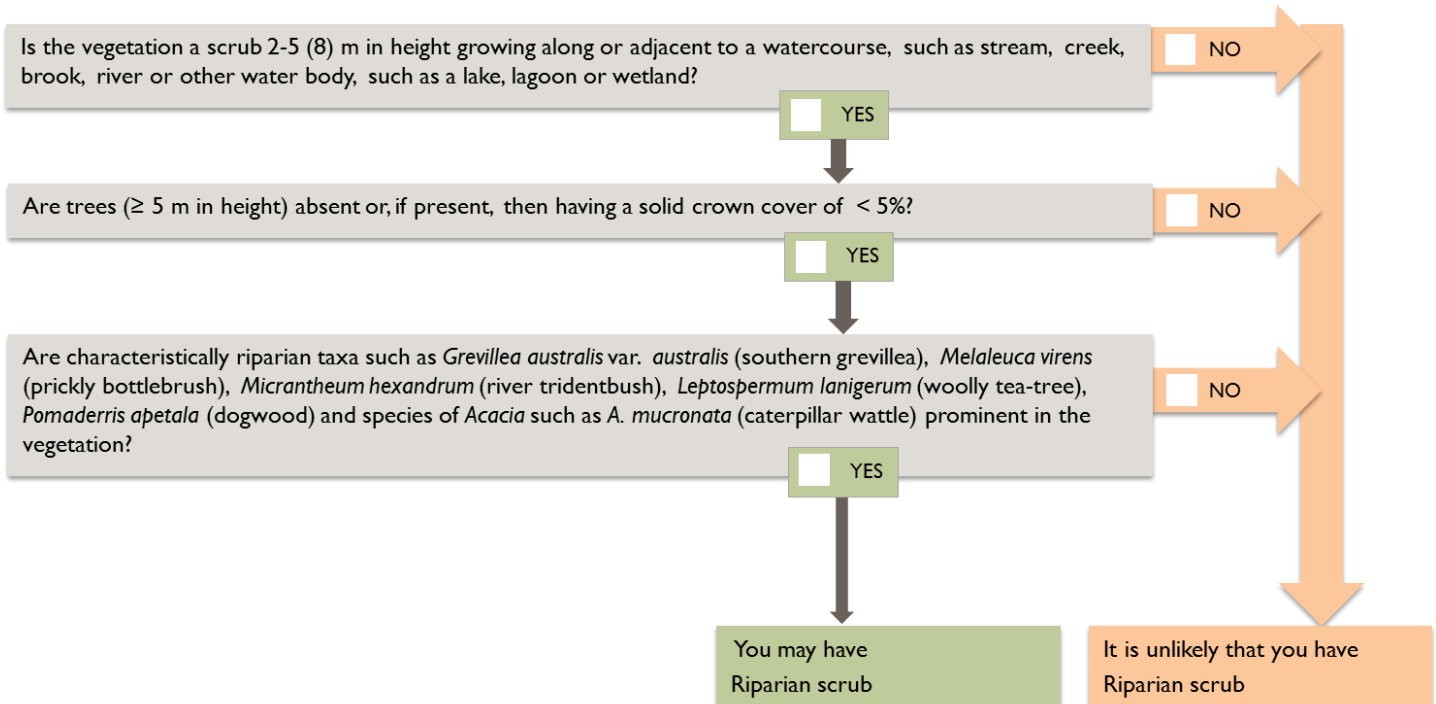 Is the vegetation a scrub 2-5 (8) m in height growing along or adjacent to a watercourse, such as stream, creek,
brook, river or other water body, such as a lake, lagoon or wetland?
NO
YES
Are trees (≥ 5 m in height) absent or, if present, then having a solid crown cover of < 5%?
NO
YES
Are characteristically riparian taxa such as Grevillea australis var. australis (southern grevillea), Melaleuca virens
(prickly bottlebrush), Micrantheum hexandrum (river tridentbush), Leptospermum lanigerum (woolly tea-tree),
Pomaderris apetala (dogwood) and species of Acacia such as A. mucronata (caterpillar wattle) prominent in the
vegetation?
NO
YES
You may have
Riparian scrub
It is unlikely that you have
Riparian scrub